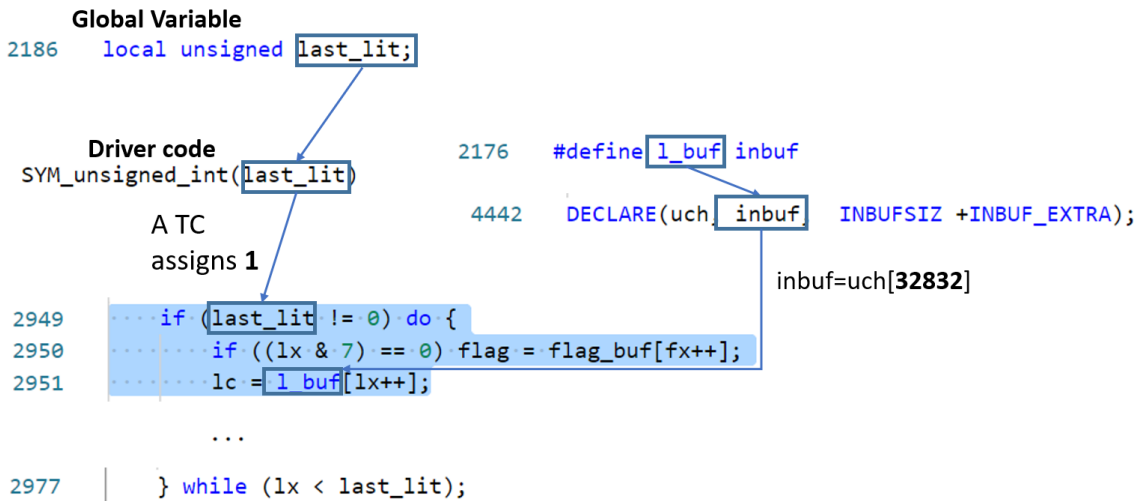 Global Variable
2186 local unsigned last_lit;
Driver code
SYM_unsigned_int(last_lit)
A TC
assigns 1
2176 #define l_buf inbuf
4442 DECLARE(uch, inbuf, INBUFSIZ +INBUF_EXTRA);
inbuf=uch[32832]
2949 if (last_lit != 0) do {
2950 if ((lx & 7) == 0) flag = flag_buf[fx++];
2951 lc = l_buf[lx++];
...
2977 } while (lx < last_lit);